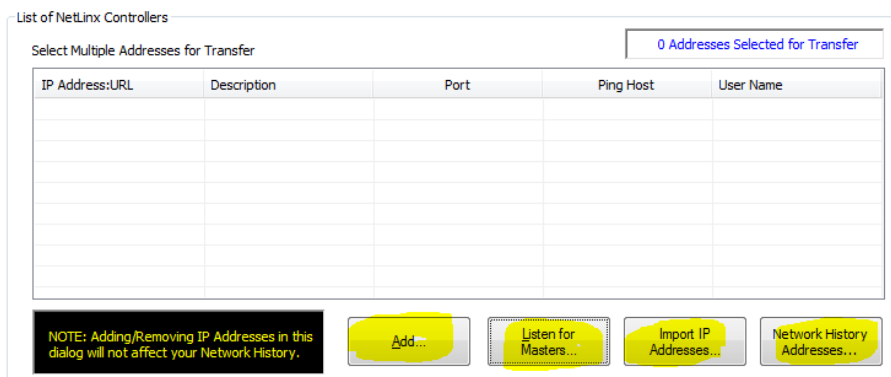 List of NetLinx Controllers
Select Multiple Addresses for Transfer
0 Addresses Selected for Transfer
IP Address:URL Description Port Ping Host User Name
NOTE: Adding/Removing IP Addresses in this
dialog will not affect your Network History.
Add...
Listen for
Masters...
Import IP
Addresses...
Network History
Addresses...